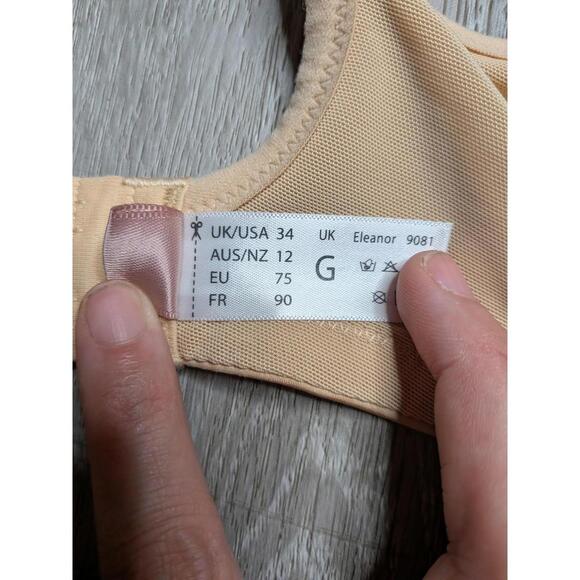 UK/USA 34 UK Eleanor 9081
AUS/NZ 12 G
EU 75
FR 90